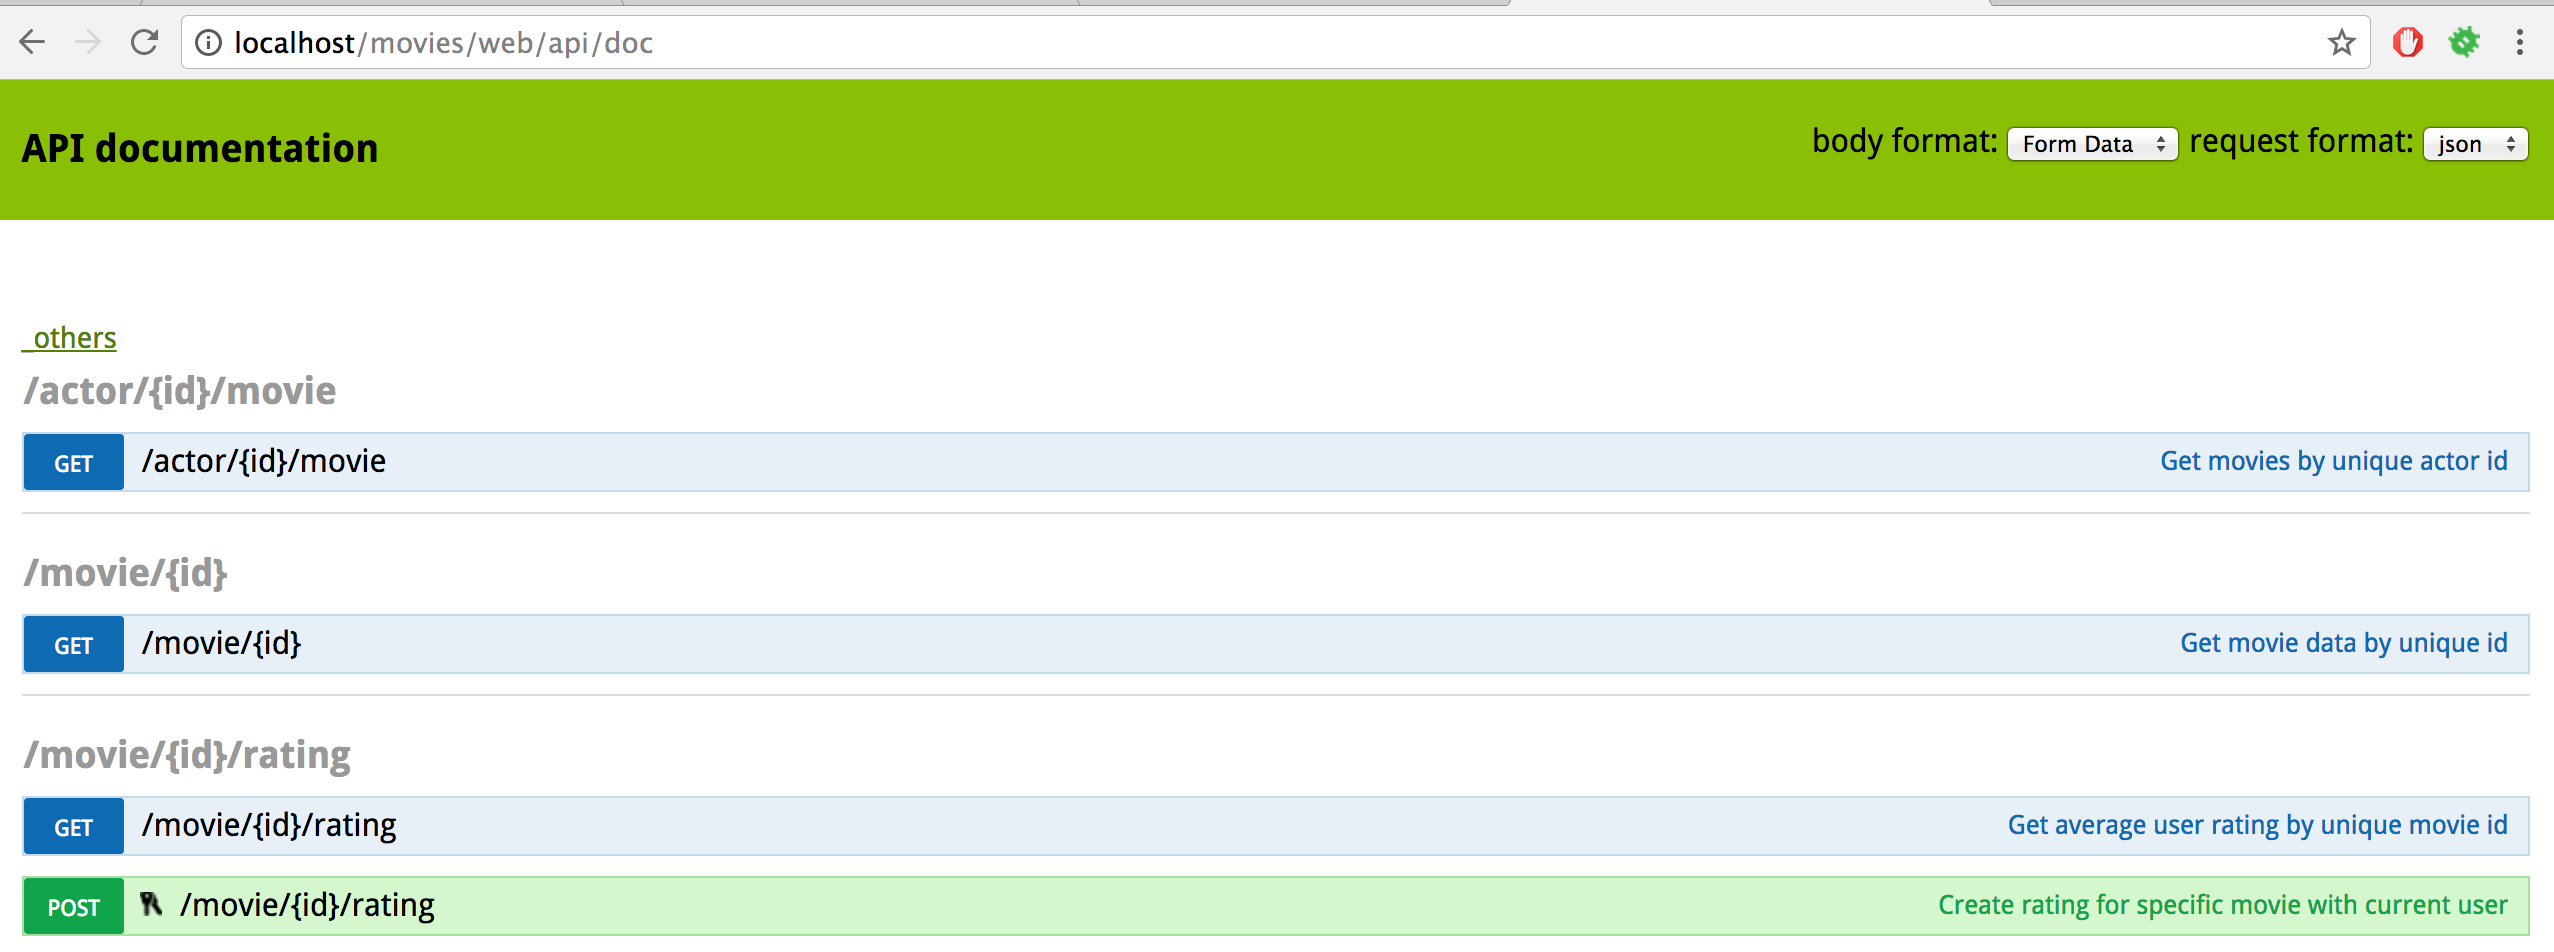 localhost/movies/web/api/doc
API documentation
body format: Form Data request format: json
_others
/actor/{id}/movie
GET /actor/{id}/movie Get movies by unique actor id
/movie/{id}
GET /movie/{id} Get movie data by unique id
/movie/{id}/rating
GET /movie/{id}/rating Get average user rating by unique movie id
POST /movie/{id}/rating Create rating for specific movie with current user